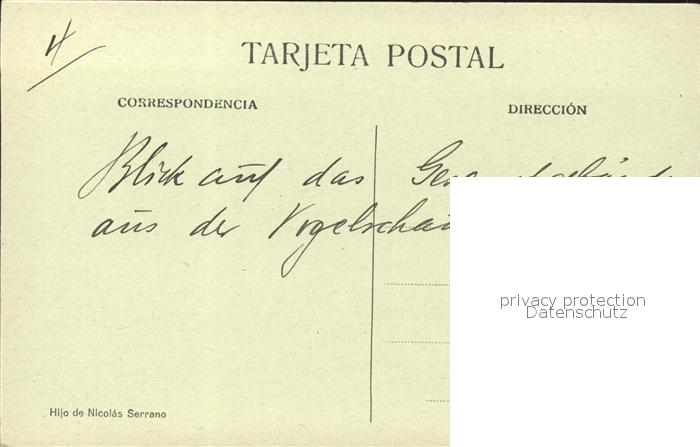 4
TARJETA POSTAL
CORRESPONDENCIA
DIRECCIÓN
Blick auf das
aus der Vogelschau
privacy protection
Datenschutz
Hijo de Nicolás Serrano